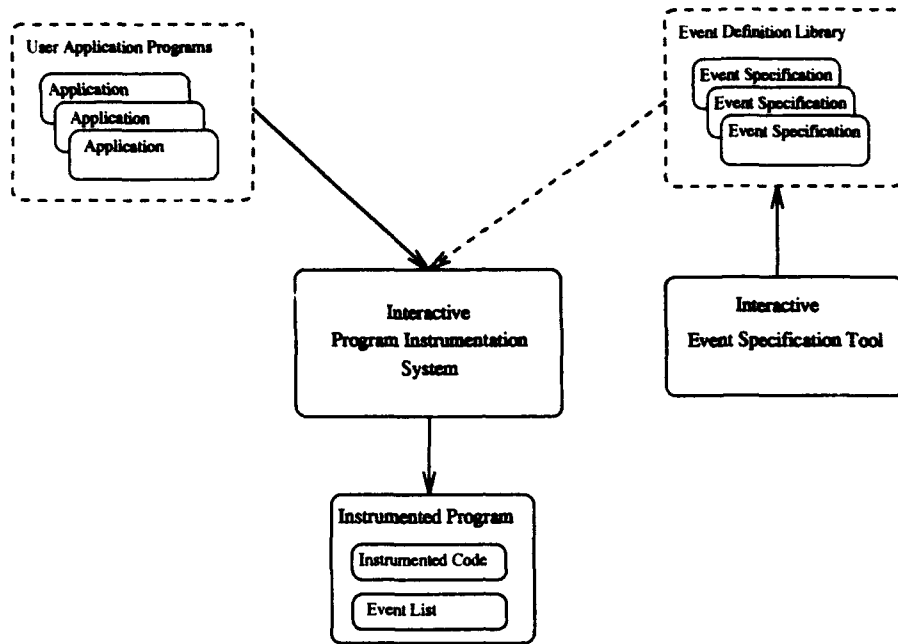 User Application Programs
Application
Application
Application
Event Definition Library
Event Specification
Event Specification
Event Specification
Interactive
Program Instrumentation
System
Interactive
Event Specification Tool
Instrumented Program
Instrumented Code
Event List